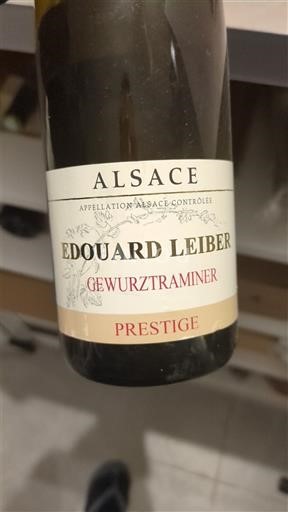 ALSACE
APPELLATION ALSACE CONTRÔLÉE
EDOUARD LEIBER
GEWURZTRAMINER
PRESTIGE